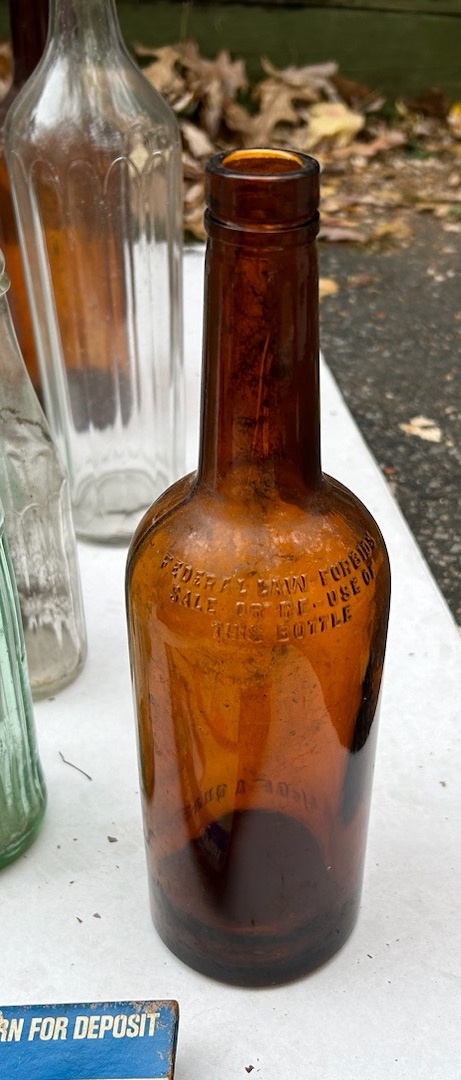 FEDERAL LAW FORBIDS
SALE OR RE-USE OF
THIS BOTTLE
RN FOR DEPOSIT